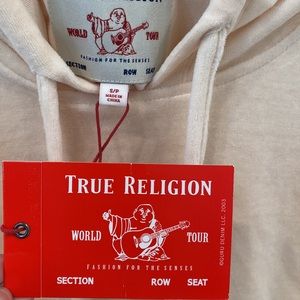 WORLD TOUR
FASHION FOR THE SENSES
SECTION ROW SEAT
S/P
MADE IN
CHINA
TRUE RELIGION
WORLD TOUR
FASHION FOR THE SENSES
SECTION ROW SEAT
©GURU DENIM LLC. 2003